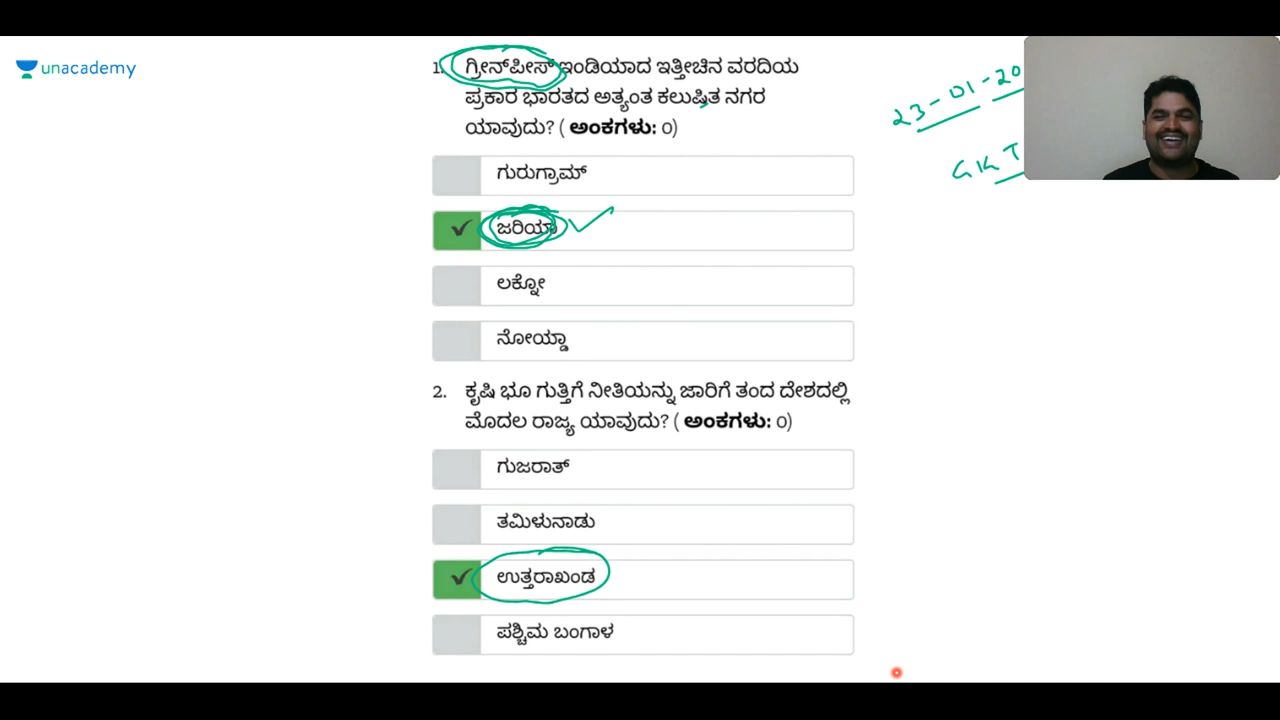 unacademy
1. ಗ್ರೀನ್‌ಪೀಸ್ ಇಂಡಿಯಾದ ಇತ್ತೀಚಿನ ವರದಿಯ
ಪ್ರಕಾರ ಭಾರತದ ಅತ್ಯಂತ ಕಲುಷಿತ ನಗರ
ಯಾವುದು? ( ಅಂಕಗಳು: 0)
ಗುರುಗ್ರಾಮ್
ಜರಿಯಾ
ಲಕ್ನೋ
ನೋಯ್ಡಾ
2. ಕೃಷಿ ಭೂ ಗುತ್ತಿಗೆ ನೀತಿಯನ್ನು ಜಾರಿಗೆ ತಂದ ದೇಶದಲ್ಲಿ
ಮೊದಲ ರಾಜ್ಯ ಯಾವುದು? ( ಅಂಕಗಳು: 0)
ಗುಜರಾತ್
ತಮಿಳುನಾಡು
ಉತ್ತರಾಖಂಡ
ಪಶ್ಚಿಮ ಬಂಗಾಳ
23-01-20
GK T